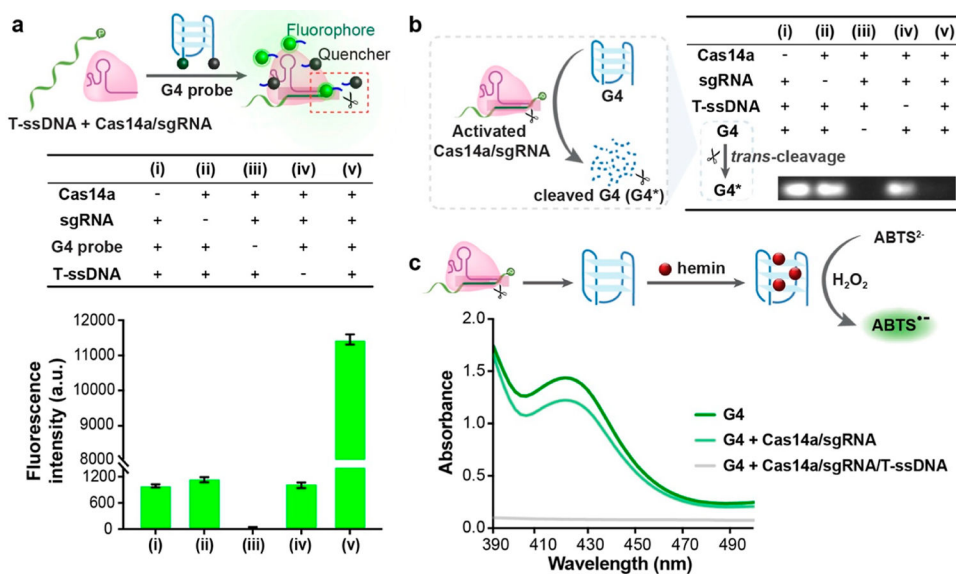 a
Fluorophore
Quencher
G4 probe
T-ssDNA + Cas14a/sgRNA
P
(i) (ii) (iii) (iv) (v)
Cas14a - + + + +
sgRNA + - + + +
G4 probe + + - + +
T-ssDNA + + + - +
Fluorescence
intensity (a.u.)
12000
11000
10000
9000
8000
1200
600
0
(i) (ii) (iii) (iv) (v)
b
G4
Activated
Cas14a/sgRNA
cleaved G4 (G4*)
(i) (ii) (iii) (iv) (v)
Cas14a - + + + +
sgRNA + - + + +
T-ssDNA + + + - +
G4 + + - + +
trans-cleavage
G4*
c
hemin
ABTS²⁻
H₂O₂
ABTS•−
Absorbance
2.0
1.5
1.0
0.5
0.0
G4
G4 + Cas14a/sgRNA
G4 + Cas14a/sgRNA/T-ssDNA
390 410 430 450 470 490
Wavelength (nm)